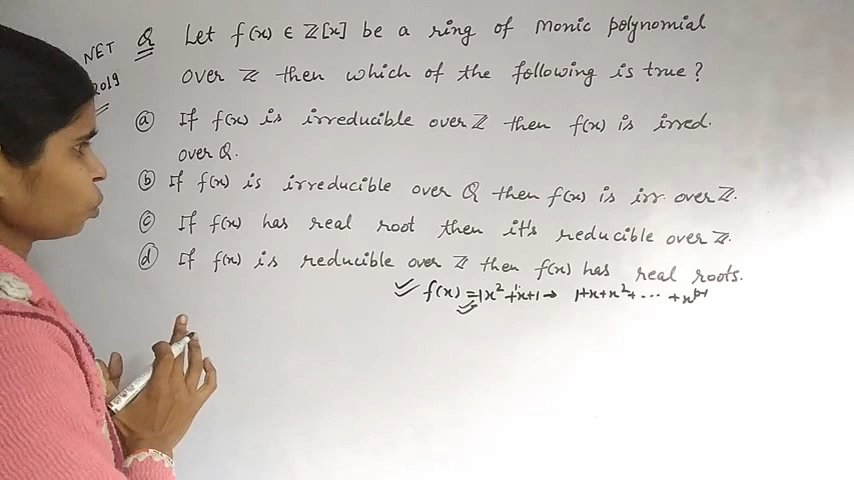 NET
2019
Q Let f(x) ∈ ℤ[x] be a ring of Monic polynomial
over ℤ then which of the following is true?
(a) If f(x) is irreducible over ℤ then f(x) is irred.
over Q.
(b) If f(x) is irreducible over Q then f(x) is irr. over ℤ.
(c) If f(x) has real root then it's reducible over ℤ.
(d) If f(x) is reducible over ℤ then f(x) has real roots.
f(x) = 1x² + 1x + 1 → 1+x+x²+ ... + x^{p-1}